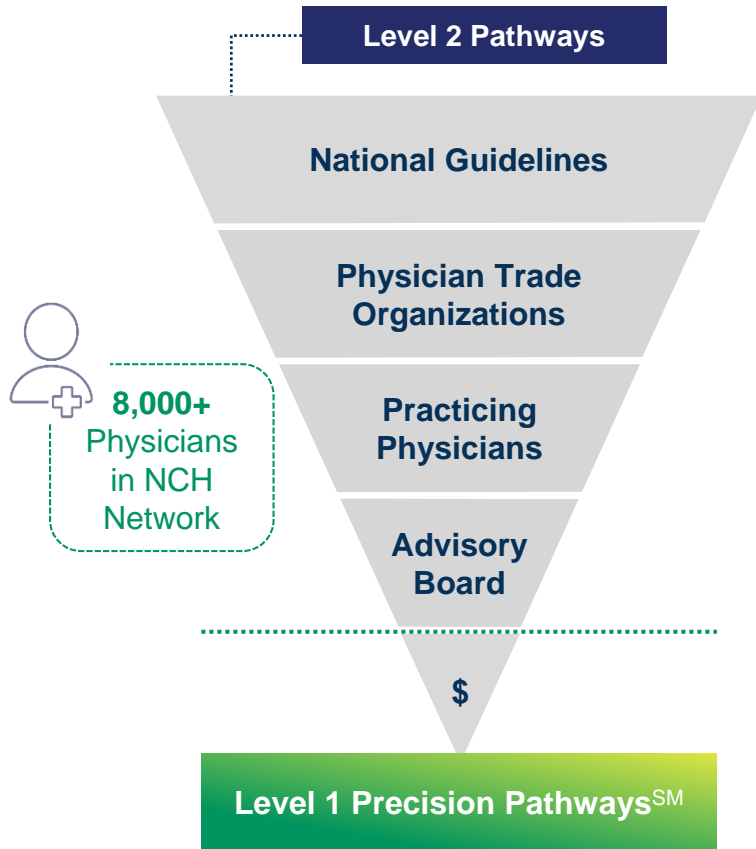 Level 2 Pathways
National Guidelines
Physician Trade
Organizations
8,000+
Physicians
in NCH
Network
Practicing
Physicians
Advisory
Board
$
Level 1 Precision Pathways℠